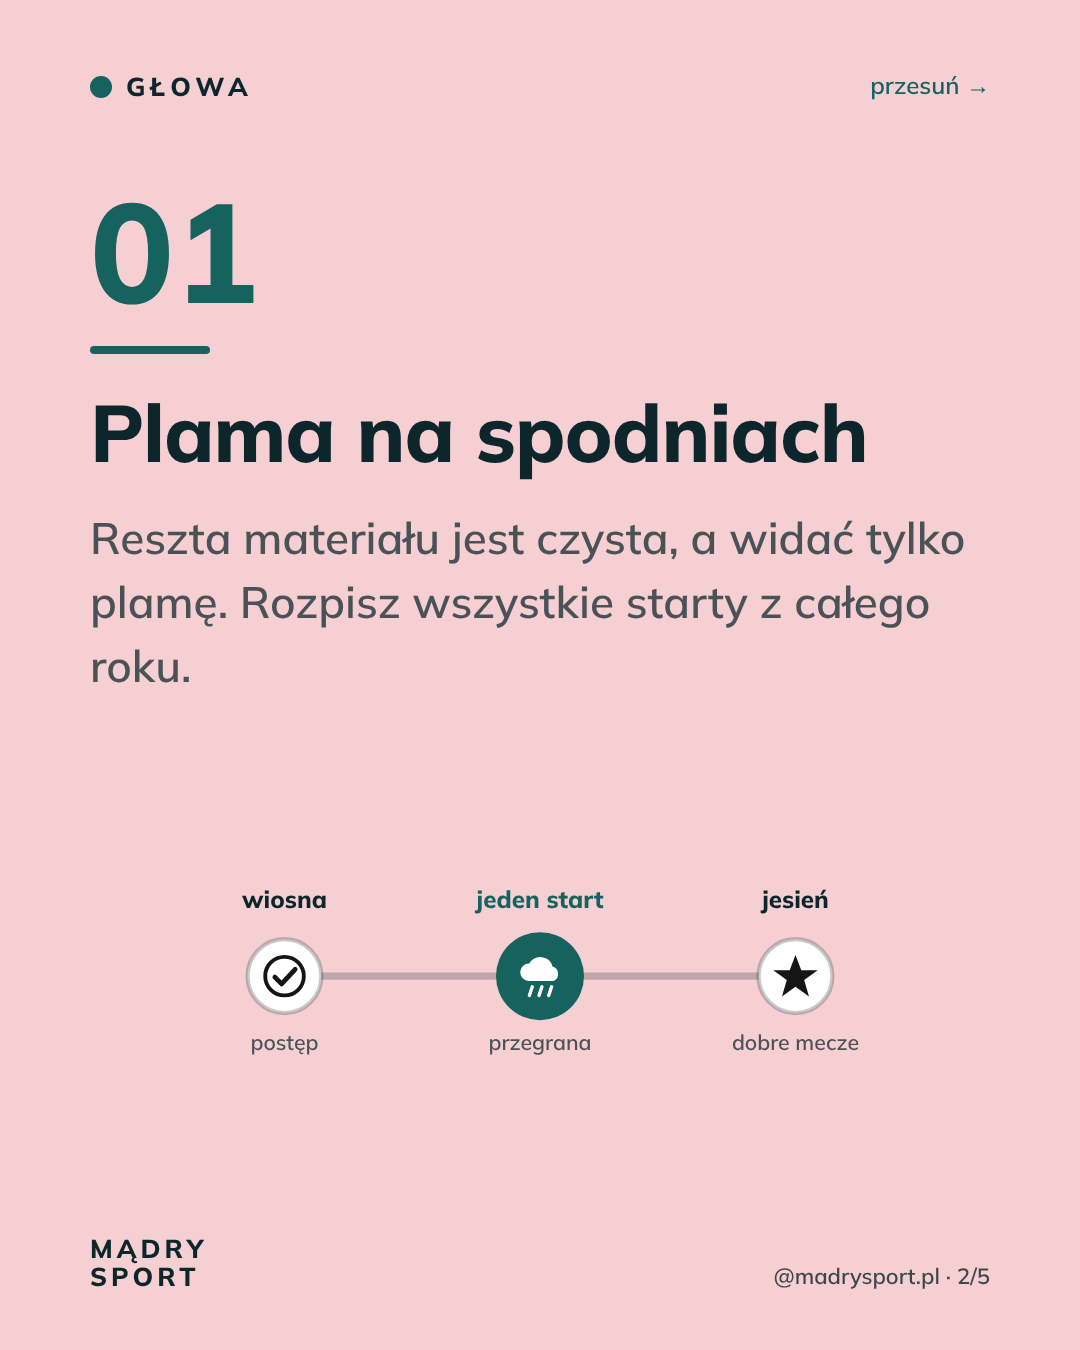 GŁOWA
przesuń →
01
Plama na spodniach
Reszta materiału jest czysta, a widać tylko
plamę. Rozpisz wszystkie starty z całego
roku.
wiosna
jeden start
jesień
postęp
przegrana
dobre mecze
MĄDRY
SPORT
@madrysport.pl · 2/5